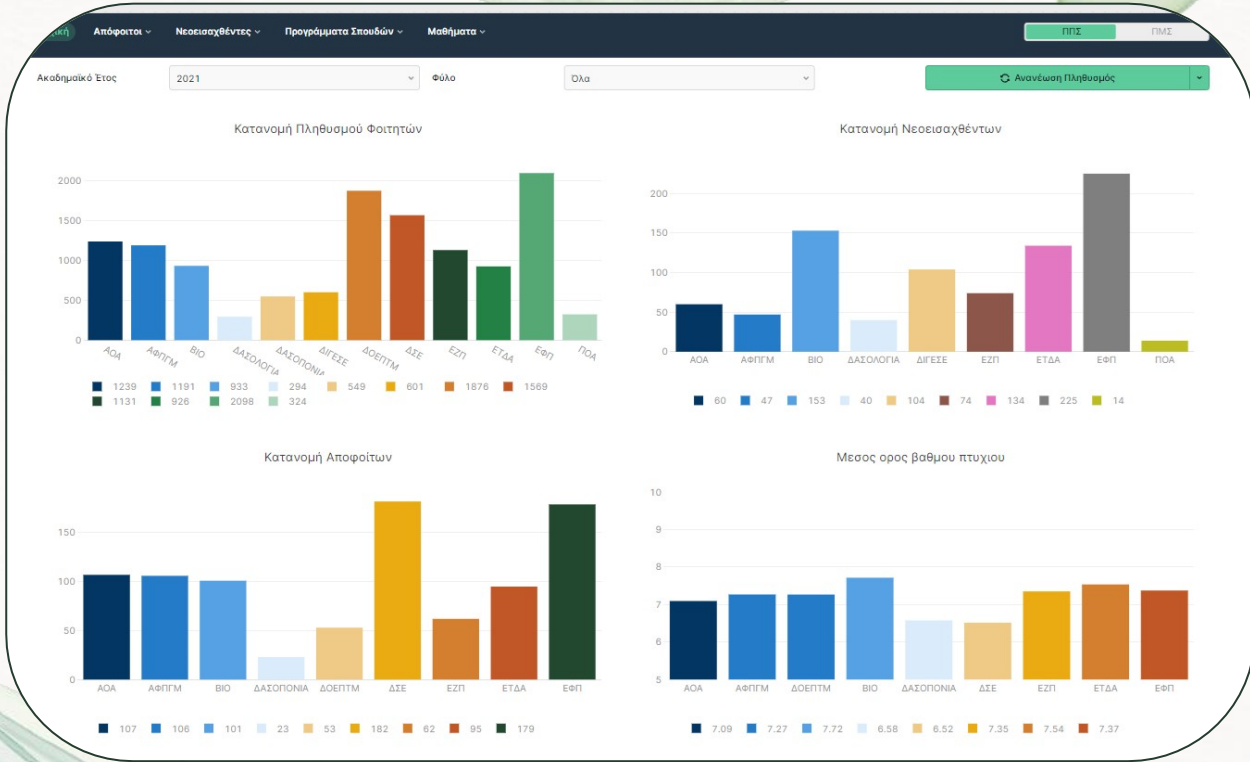 ική Απόφοιτοι Νεοεισαχθέντες Προγράμματα Σπουδών Μαθήματα ΠΠΣ ΠΜΣ
Ακαδημαϊκό Έτος 2021 Φύλο Όλα Ανανέωση Πληθυσμός
Κατανομή Πληθυσμού Φοιτητών
2000
1500
1000
500
0
ΑΟΑ ΑΦΠΓΜ ΒΙΟ ΔΑΣΟΛΟΓΙΑ ΔΑΣΟΠΟΝΙΑ ΔΙΓΕΣΕ ΔΟΕΠΤΜ ΔΣΕ ΕΖΠ ΕΤΔΑ ΕΦΠ ΠΟΑ
1239 1191 933 294 549 601 1876 1569
1131 926 2098 324
Κατανομή Νεοεισαχθέντων
200
150
100
50
0
ΑΟΑ ΑΦΠΓΜ ΒΙΟ ΔΑΣΟΛΟΓΙΑ ΔΙΓΕΣΕ ΕΖΠ ΕΤΔΑ ΕΦΠ ΠΟΑ
60 47 153 40 104 74 134 225 14
Κατανομή Αποφοίτων
150
100
50
0
ΑΟΑ ΑΦΠΓΜ ΒΙΟ ΔΑΣΟΠΟΝΙΑ ΔΟΕΠΤΜ ΔΣΕ ΕΖΠ ΕΤΔΑ ΕΦΠ
107 106 101 23 53 182 62 95 179
Μεσος ορος βαθμου πτυχιου
10
9
8
7
6
5
ΑΟΑ ΑΦΠΓΜ ΔΟΕΠΤΜ ΒΙΟ ΔΑΣΟΠΟΝΙΑ ΔΣΕ ΕΖΠ ΕΤΔΑ ΕΦΠ
7.09 7.27 7.72 6.58 6.52 7.35 7.54 7.37